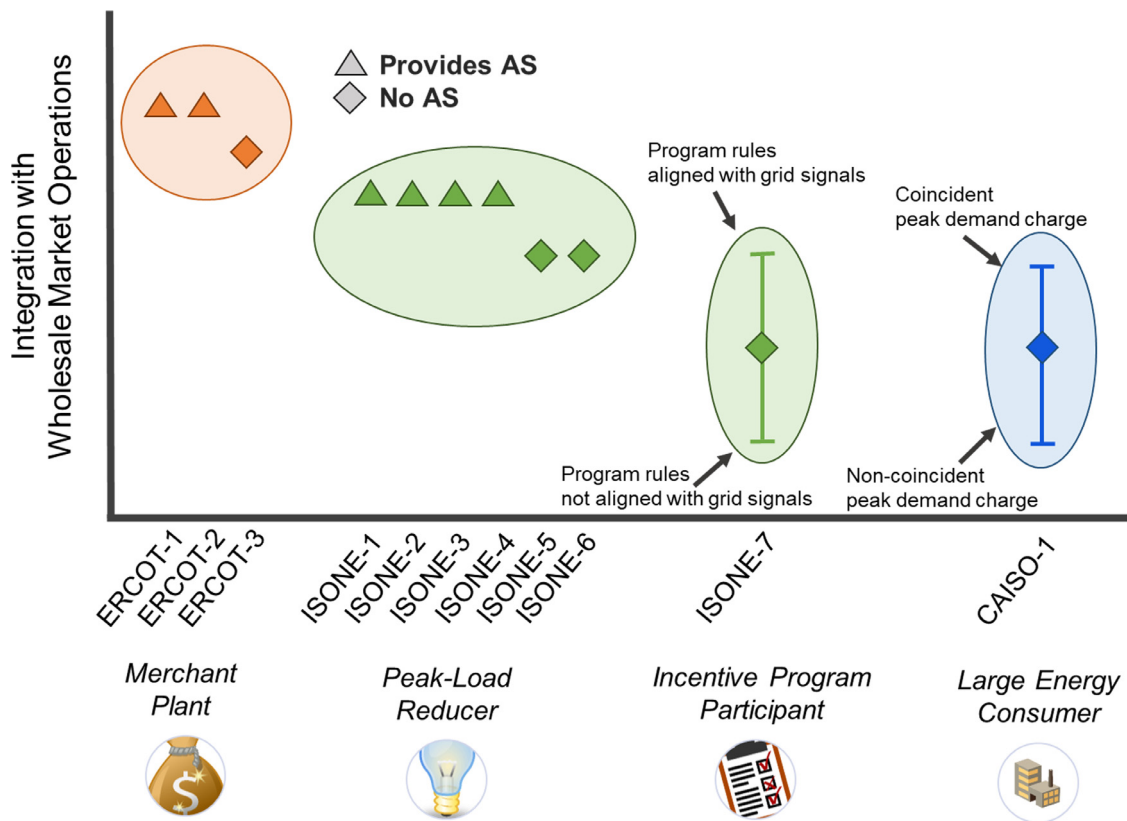 Integration with
Wholesale Market Operations
Provides AS
No AS
Program rules
aligned with grid signals
Coincident
peak demand charge
Program rules
not aligned with grid signals
Non-coincident
peak demand charge
ERCOT-1
ERCOT-2
ERCOT-3
ISONE-1
ISONE-2
ISONE-3
ISONE-4
ISONE-5
ISONE-6
ISONE-7
CAISO-1
Merchant
Plant
Peak-Load
Reducer
Incentive Program
Participant
Large Energy
Consumer
$